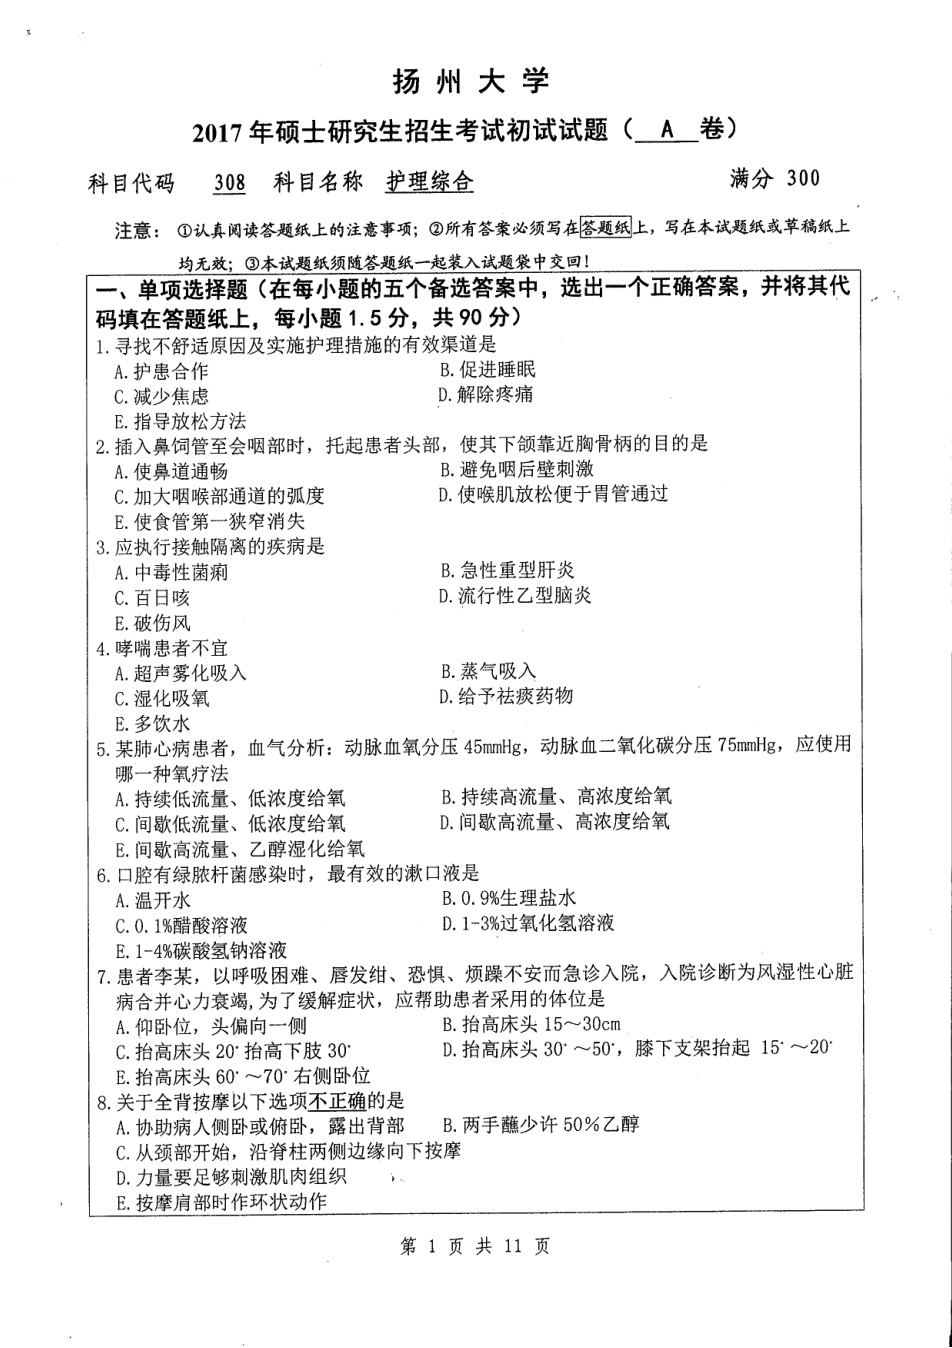 扬 州 大 学
2017 年硕士研究生招生考试初试试题（ A 卷）
科目代码 308 科目名称 护理综合 满分 300
注意： ①认真阅读答题纸上的注意事项；②所有答案必须写在答题纸上，写在本试题纸或草稿纸上
均无效；③本试题纸须随答题纸一起装入试题袋中交回！
一、单项选择题（在每小题的五个备选答案中，选出一个正确答案，并将其代
码填在答题纸上，每小题 1.5 分，共 90 分）
1. 寻找不舒适原因及实施护理措施的有效渠道是
A. 护患合作 B. 促进睡眠
C. 减少焦虑 D. 解除疼痛
E. 指导放松方法
2. 插入鼻饲管至会咽部时，托起患者头部，使其下颌靠近胸骨柄的目的是
A. 使鼻道通畅 B. 避免咽后壁刺激
C. 加大咽喉部通道的弧度 D. 使喉肌放松便于胃管通过
E. 使食管第一狭窄消失
3. 应执行接触隔离的疾病是
A. 中毒性菌痢 B. 急性重型肝炎
C. 百日咳 D. 流行性乙型脑炎
E. 破伤风
4. 哮喘患者不宜
A. 超声雾化吸入 B. 蒸气吸入
C. 湿化吸氧 D. 给予祛痰药物
E. 多饮水
5. 某肺心病患者，血气分析：动脉血氧分压 45mmHg，动脉血二氧化碳分压 75mmHg，应使用
哪一种氧疗法
A. 持续低流量、低浓度给氧 B. 持续高流量、高浓度给氧
C. 间歇低流量、低浓度给氧 D. 间歇高流量、高浓度给氧
E. 间歇高流量、乙醇湿化给氧
6. 口腔有绿脓杆菌感染时，最有效的漱口液是
A. 温开水 B. 0.9%生理盐水
C. 0.1%醋酸溶液 D. 1-3%过氧化氢溶液
E. 1-4%碳酸氢钠溶液
7. 患者李某，以呼吸困难、唇发绀、恐惧、烦躁不安而急诊入院，入院诊断为风湿性心脏
病合并心力衰竭,为了缓解症状，应帮助患者采用的体位是
A. 仰卧位，头偏向一侧 B. 抬高床头 15～30cm
C. 抬高床头 20° 抬高下肢 30° D. 抬高床头 30° ～50°，膝下支架抬起 15° ～20°
E. 抬高床头 60° ～70° 右侧卧位
8. 关于全背按摩以下选项不正确的是
A. 协助病人侧卧或俯卧，露出背部 B. 两手蘸少许 50％乙醇
C. 从颈部开始，沿脊柱两侧边缘向下按摩
D. 力量要足够刺激肌肉组织
E. 按摩肩部时作环状动作
第 1 页 共 11 页